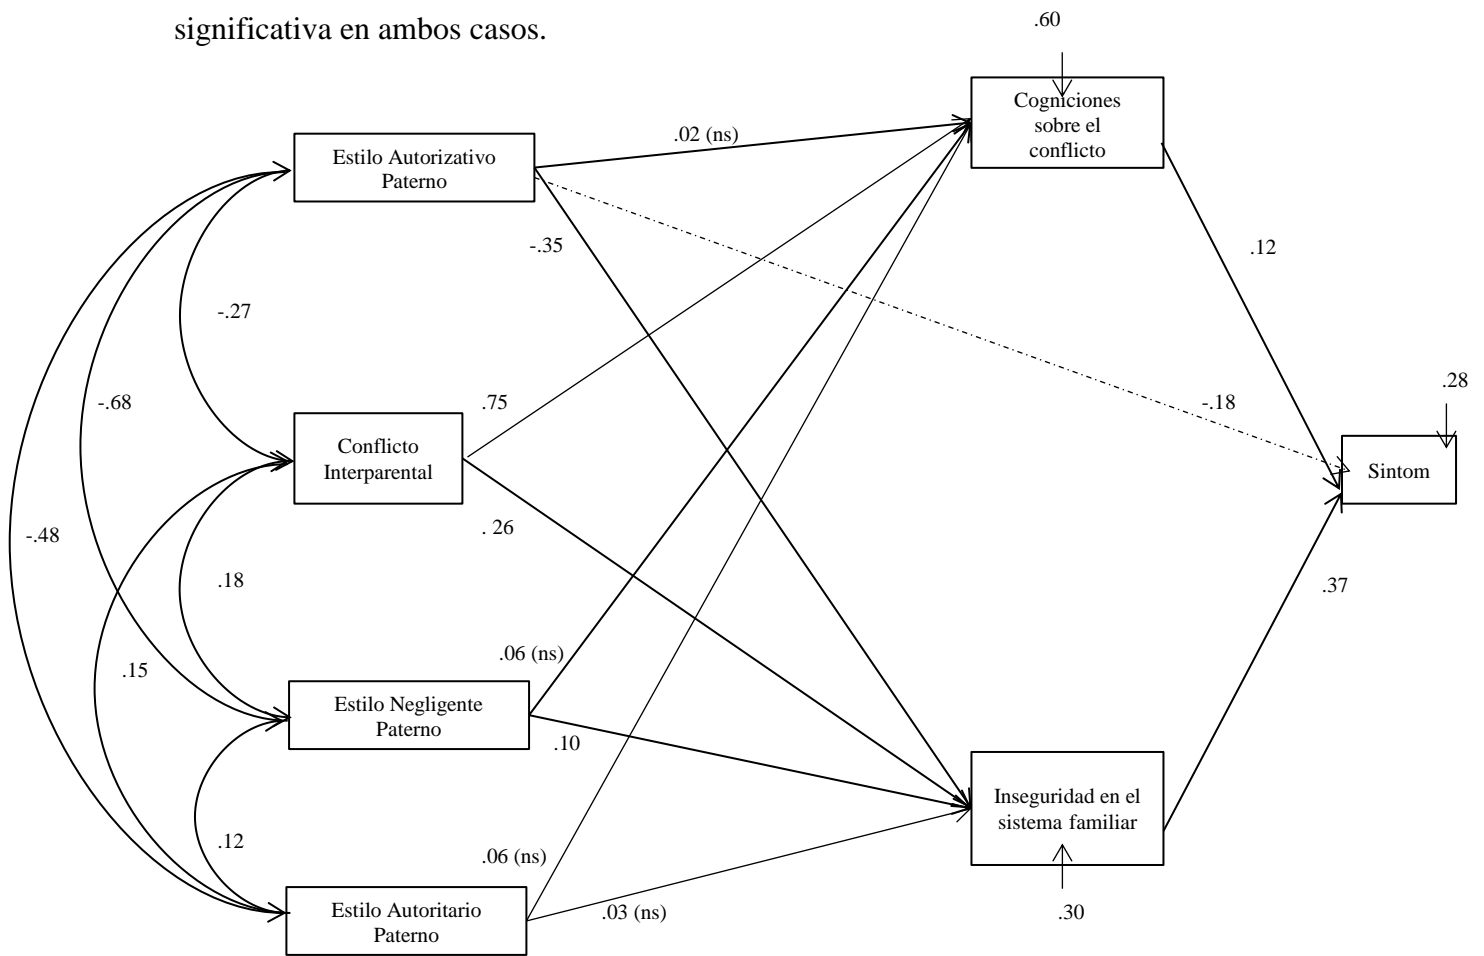 significativa en ambos casos.
.60
Cogniciones
sobre el
conflicto
.02 (ns)
Estilo Autorizativo
Paterno
-.35
.12
-.27
-.68
.75
-.18
.28
Conflicto
Interparental
Sintom
-.48
. 26
.18
.37
.15
.06 (ns)
Estilo Negligente
Paterno
.10
Inseguridad en el
sistema familiar
.12
.06 (ns)
Estilo Autoritario
Paterno
.03 (ns)
.30